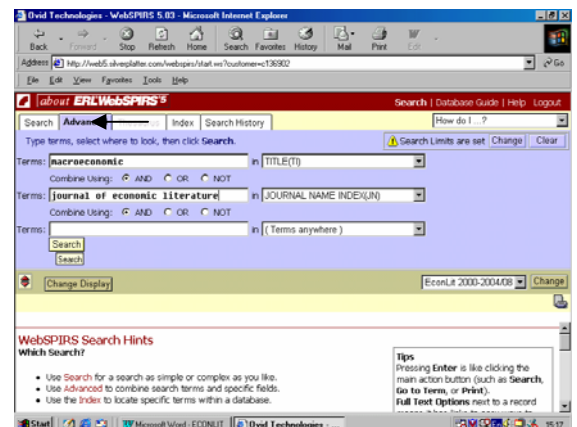 Ovid Technologies - WebSPIRS 5.03 - Microsoft Internet Explorer
Back Forward Stop Refresh Home Search Favorites History Mail Print Edit
Address http://web5.silverplatter.com/webspirs/start.ws?customer=c136902 Go
File Edit View Favorites Tools Help
about ERL WebSPIRS 5 Search | Database Guide | Help Logout
Search Advanced Index Search History How do I ...?
Type terms, select where to look, then click Search. Search Limits are set Change Clear
Terms: macroeconomic in TITLE(TI)
Combine Using: AND OR NOT
Terms: journal of economic literature in JOURNAL NAME INDEX(JN)
Combine Using: AND OR NOT
Terms: in ( Terms anywhere )
Search
Search
Change Display EconLit 2000-2004/08 Change
WebSPIRS Search Hints
Which Search?
Use Search for a search as simple or complex as you like.
Use Advanced to combine search terms and specific fields.
Use the Index to locate specific terms within a database.
Tips
Pressing Enter is like clicking the
main action button (such as Search,
Go to Term, or Print).
Full Text Options next to a record
Start Microsoft Word - ECONLIT Ovid Technologies - ... 15:17